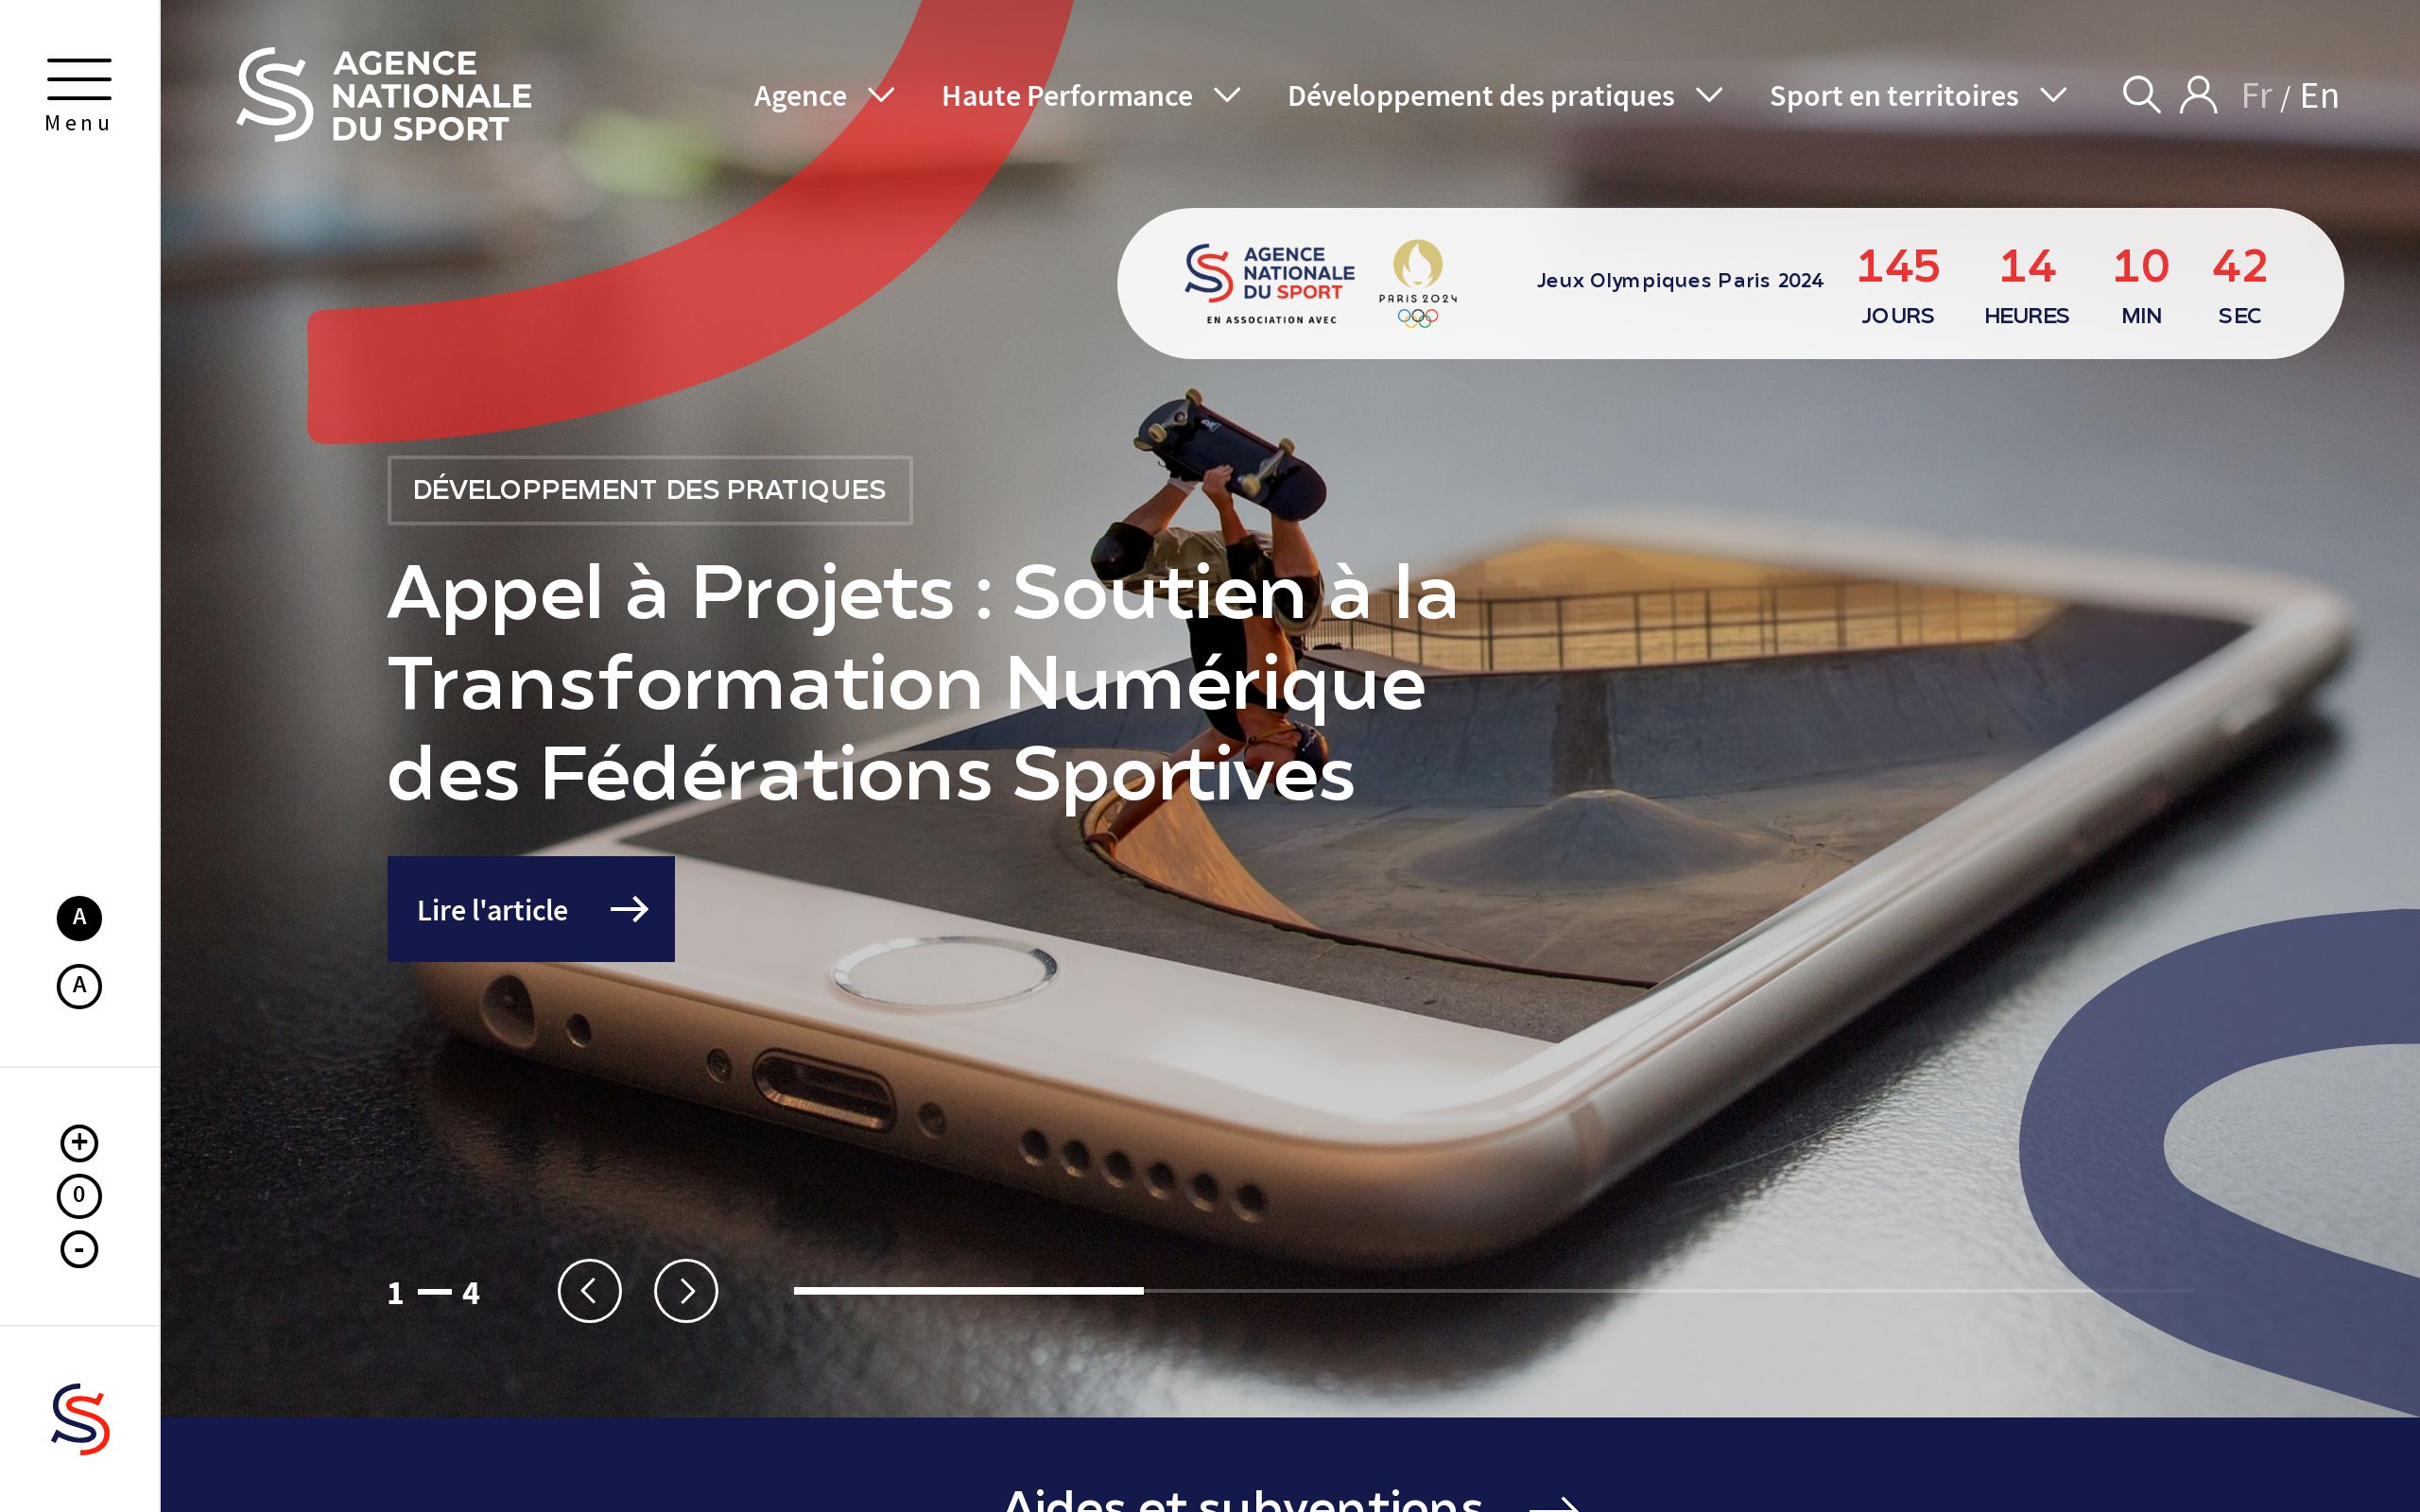 Menu
AGENCE
NATIONALE
DU SPORT
Agence
Haute Performance
Développement des pratiques
Sport en territoires
Fr / En
AGENCE
NATIONALE
DU SPORT
EN ASSOCIATION AVEC
PARIS 2024
Jeux Olympiques Paris 2024
145 14 10 42
JOURS HEURES MIN SEC
DÉVELOPPEMENT DES PRATIQUES
Appel à Projets : Soutien à la
Transformation Numérique
des Fédérations Sportives
Lire l'article
A
A
+
0
-
1 — 4
Aides et subventions